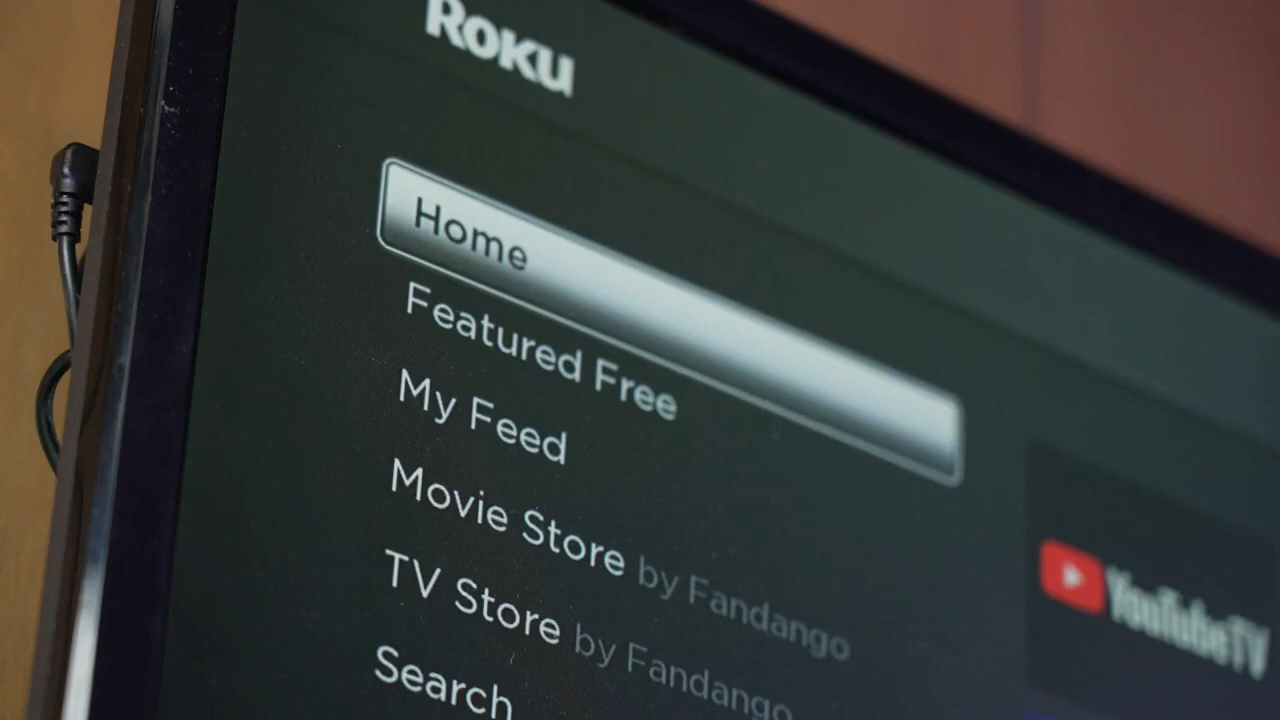 Roku
Home
Featured Free
My Feed
Movie Store by Fandango
TV Store by Fandango
Search
YouTubeTV